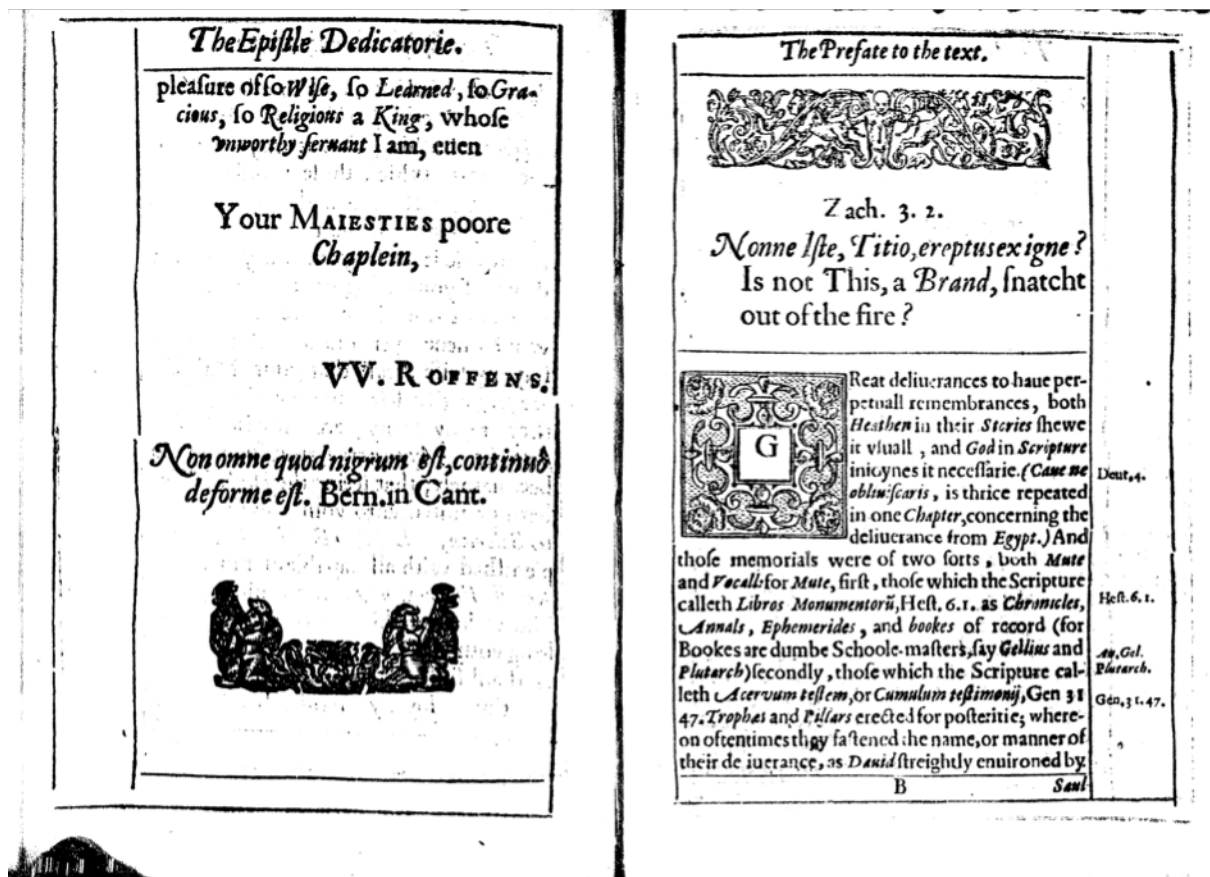 The Epiſtle Dedicatorie.
pleaſure of ſo Wiſe, ſo Learned, ſo Gra-
cious, ſo Religious a King, whoſe
vnworthy ſeruant I am, euen
Your MAIESTIES poore
Chaplein,
VV. ROFFENS.
Non omne quod nigrum eſt, continuò
deforme eſt. Bern. in Cant.
The Preface to the text.
Zach. 3. 2.
Nonne Iſte, Titio, ereptus ex igne?
Is not This, a Brand, ſnatcht
out of the fire?
GReat deliuerances to haue per-
petuall remembrances, both
Heathen in their Stories ſhewe
it vſuall, and God in Scripture
inioynes it neceſſarie. (Caue ne
obliuiſcaris, is thrice repeated
in one Chapter, concerning the
deliuerance from Egypt.) And
thoſe memorials were of two ſorts, both Mute
and Vocall: for Mute, firſt, thoſe which the Scripture
calleth Libros Monumentorũ, Heſt. 6. 1. as Chronicles,
Annals, Ephemerides, and bookes of record (for
Bookes are dumbe Schoole-maſters, ſay Gellius and
Plutarch) ſecondly, thoſe which the Scripture cal-
leth Acervum teſtem, or Cumulum teſtimonij, Gen 31
47. Trophæs and Pillars erected for poſteritie; where-
on oftentimes they faſtened the name, or manner of
their deliuerance, as Dauid ſtreightly enuironed by
B
Saul
Deut. 4.
Heſt. 6. 1.
Au. Gel.
Plutarch.
Gen. 31. 47.